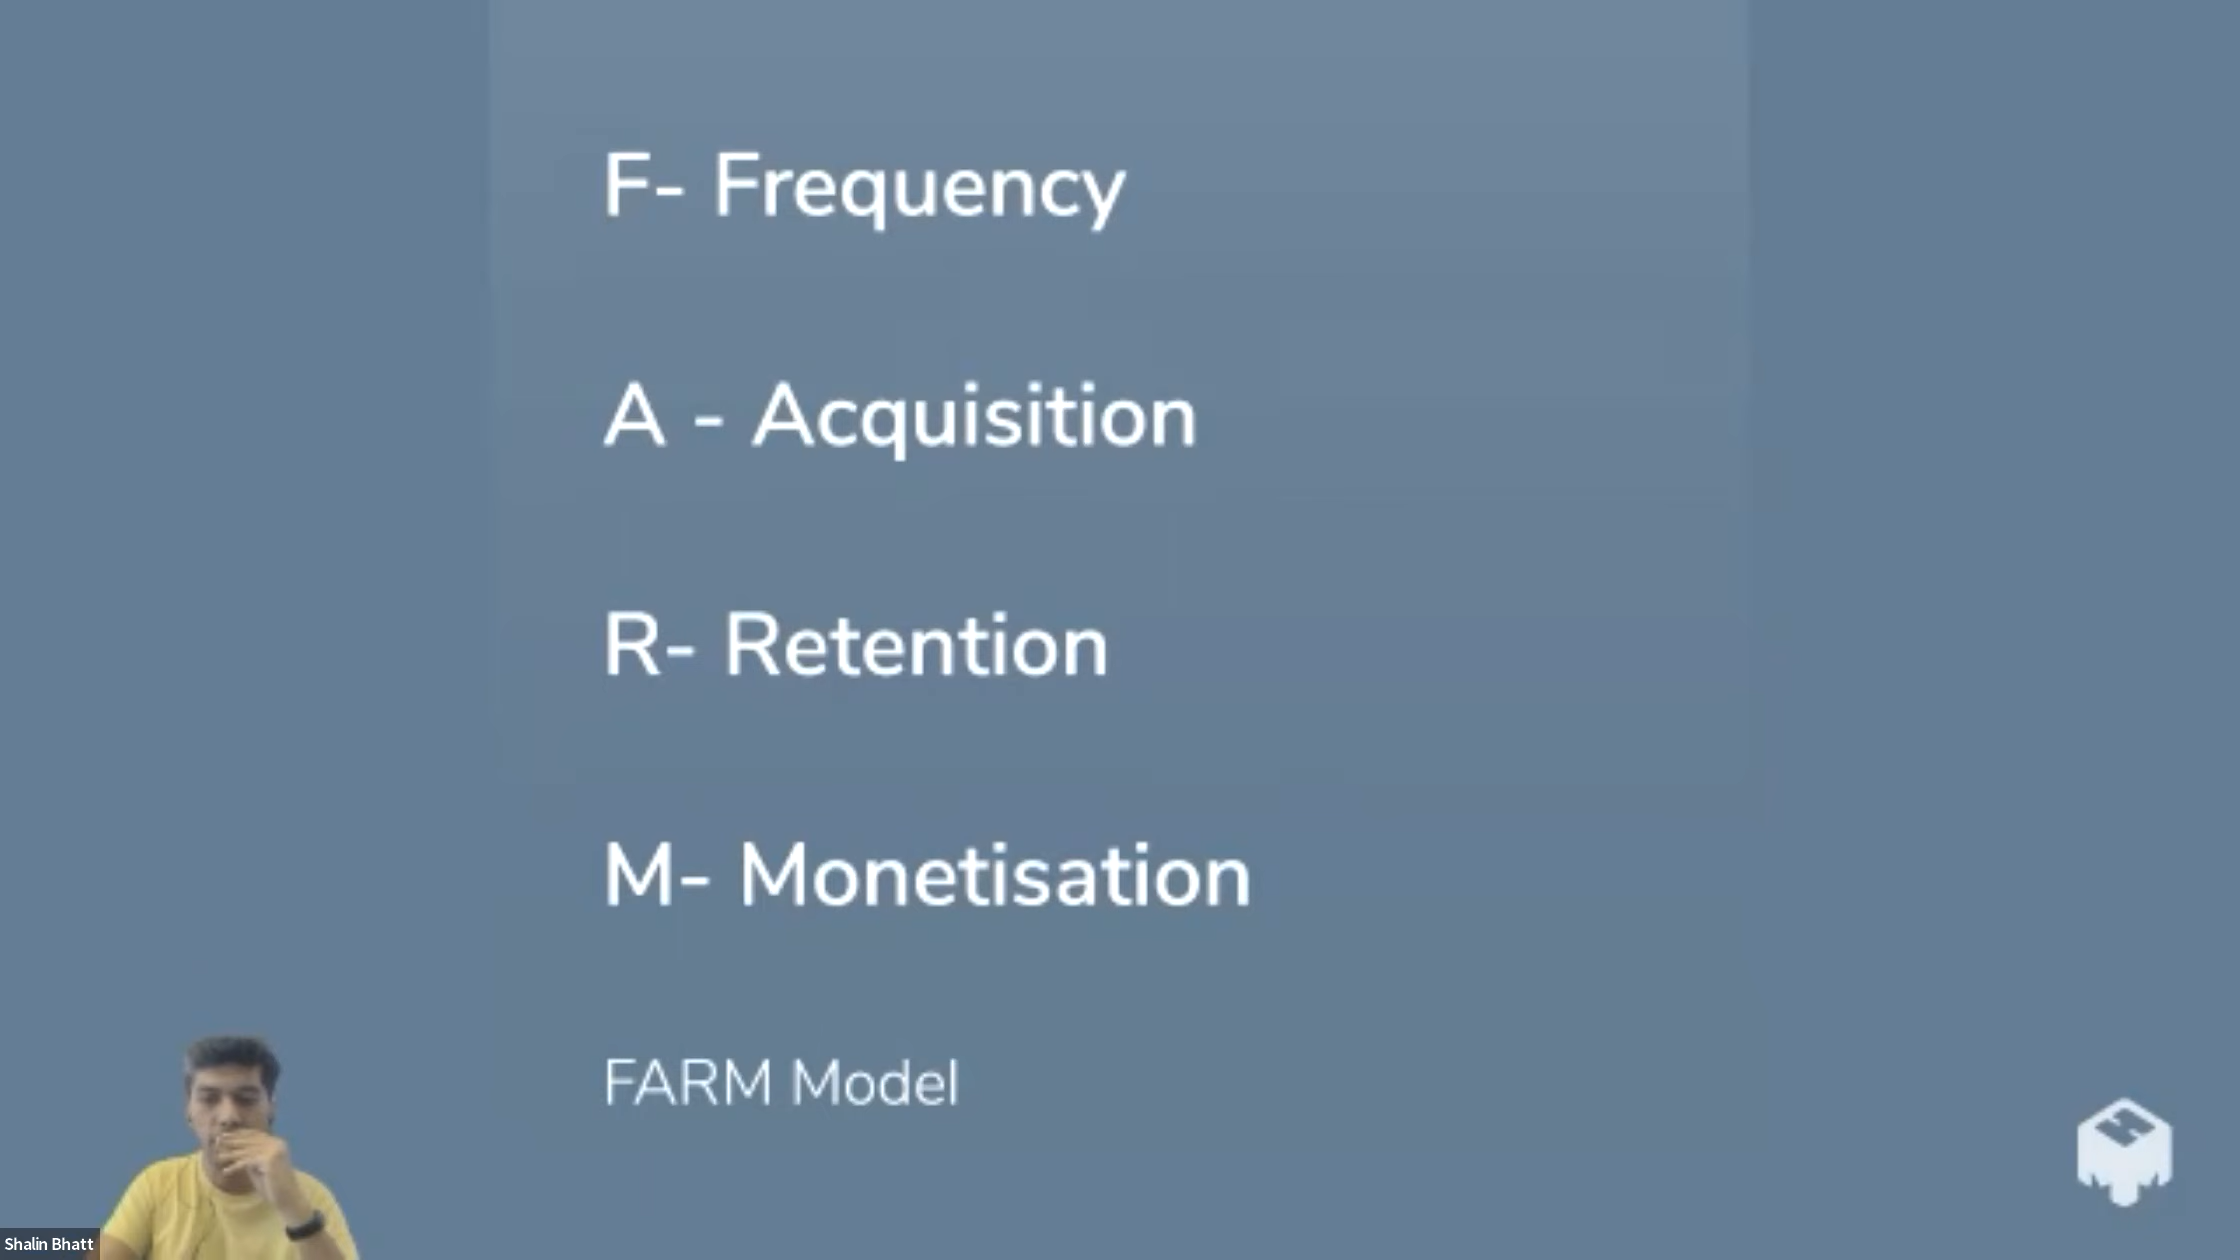 F- Frequency
A - Acquisition
R- Retention
M- Monetisation
FARM Model
Shalin Bhatt